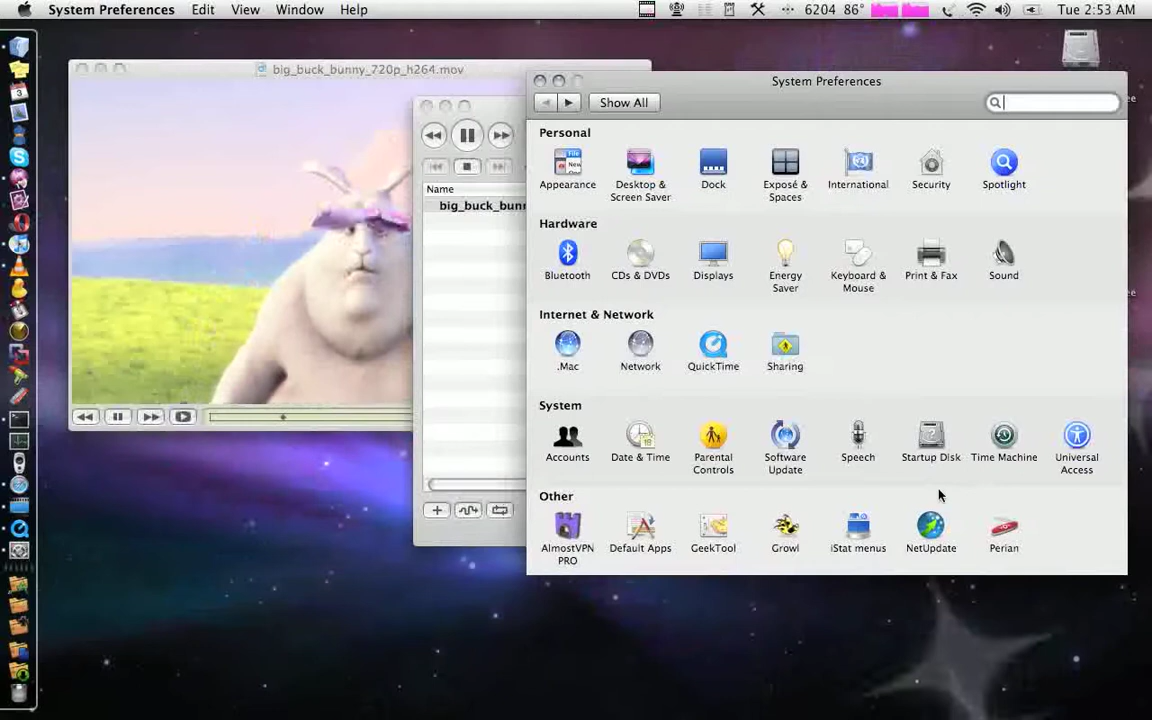 System Preferences Edit View Window Help 6204 86° Tue 2:53 AM
big_buck_bunny_720p_h264.mov
System Preferences
Show All
Name
big_buck_bun
Personal
Appearance
Desktop &
Screen Saver
Dock
Exposé &
Spaces
International
Security
Spotlight
Hardware
Bluetooth
CDs & DVDs
Displays
Energy
Saver
Keyboard &
Mouse
Print & Fax
Sound
Internet & Network
.Mac
Network
QuickTime
Sharing
System
Accounts
Date & Time
Parental
Controls
Software
Update
Speech
Startup Disk
Time Machine
Universal
Access
Other
AlmostVPN
PRO
Default Apps
GeekTool
Growl
iStat menus
NetUpdate
Perian